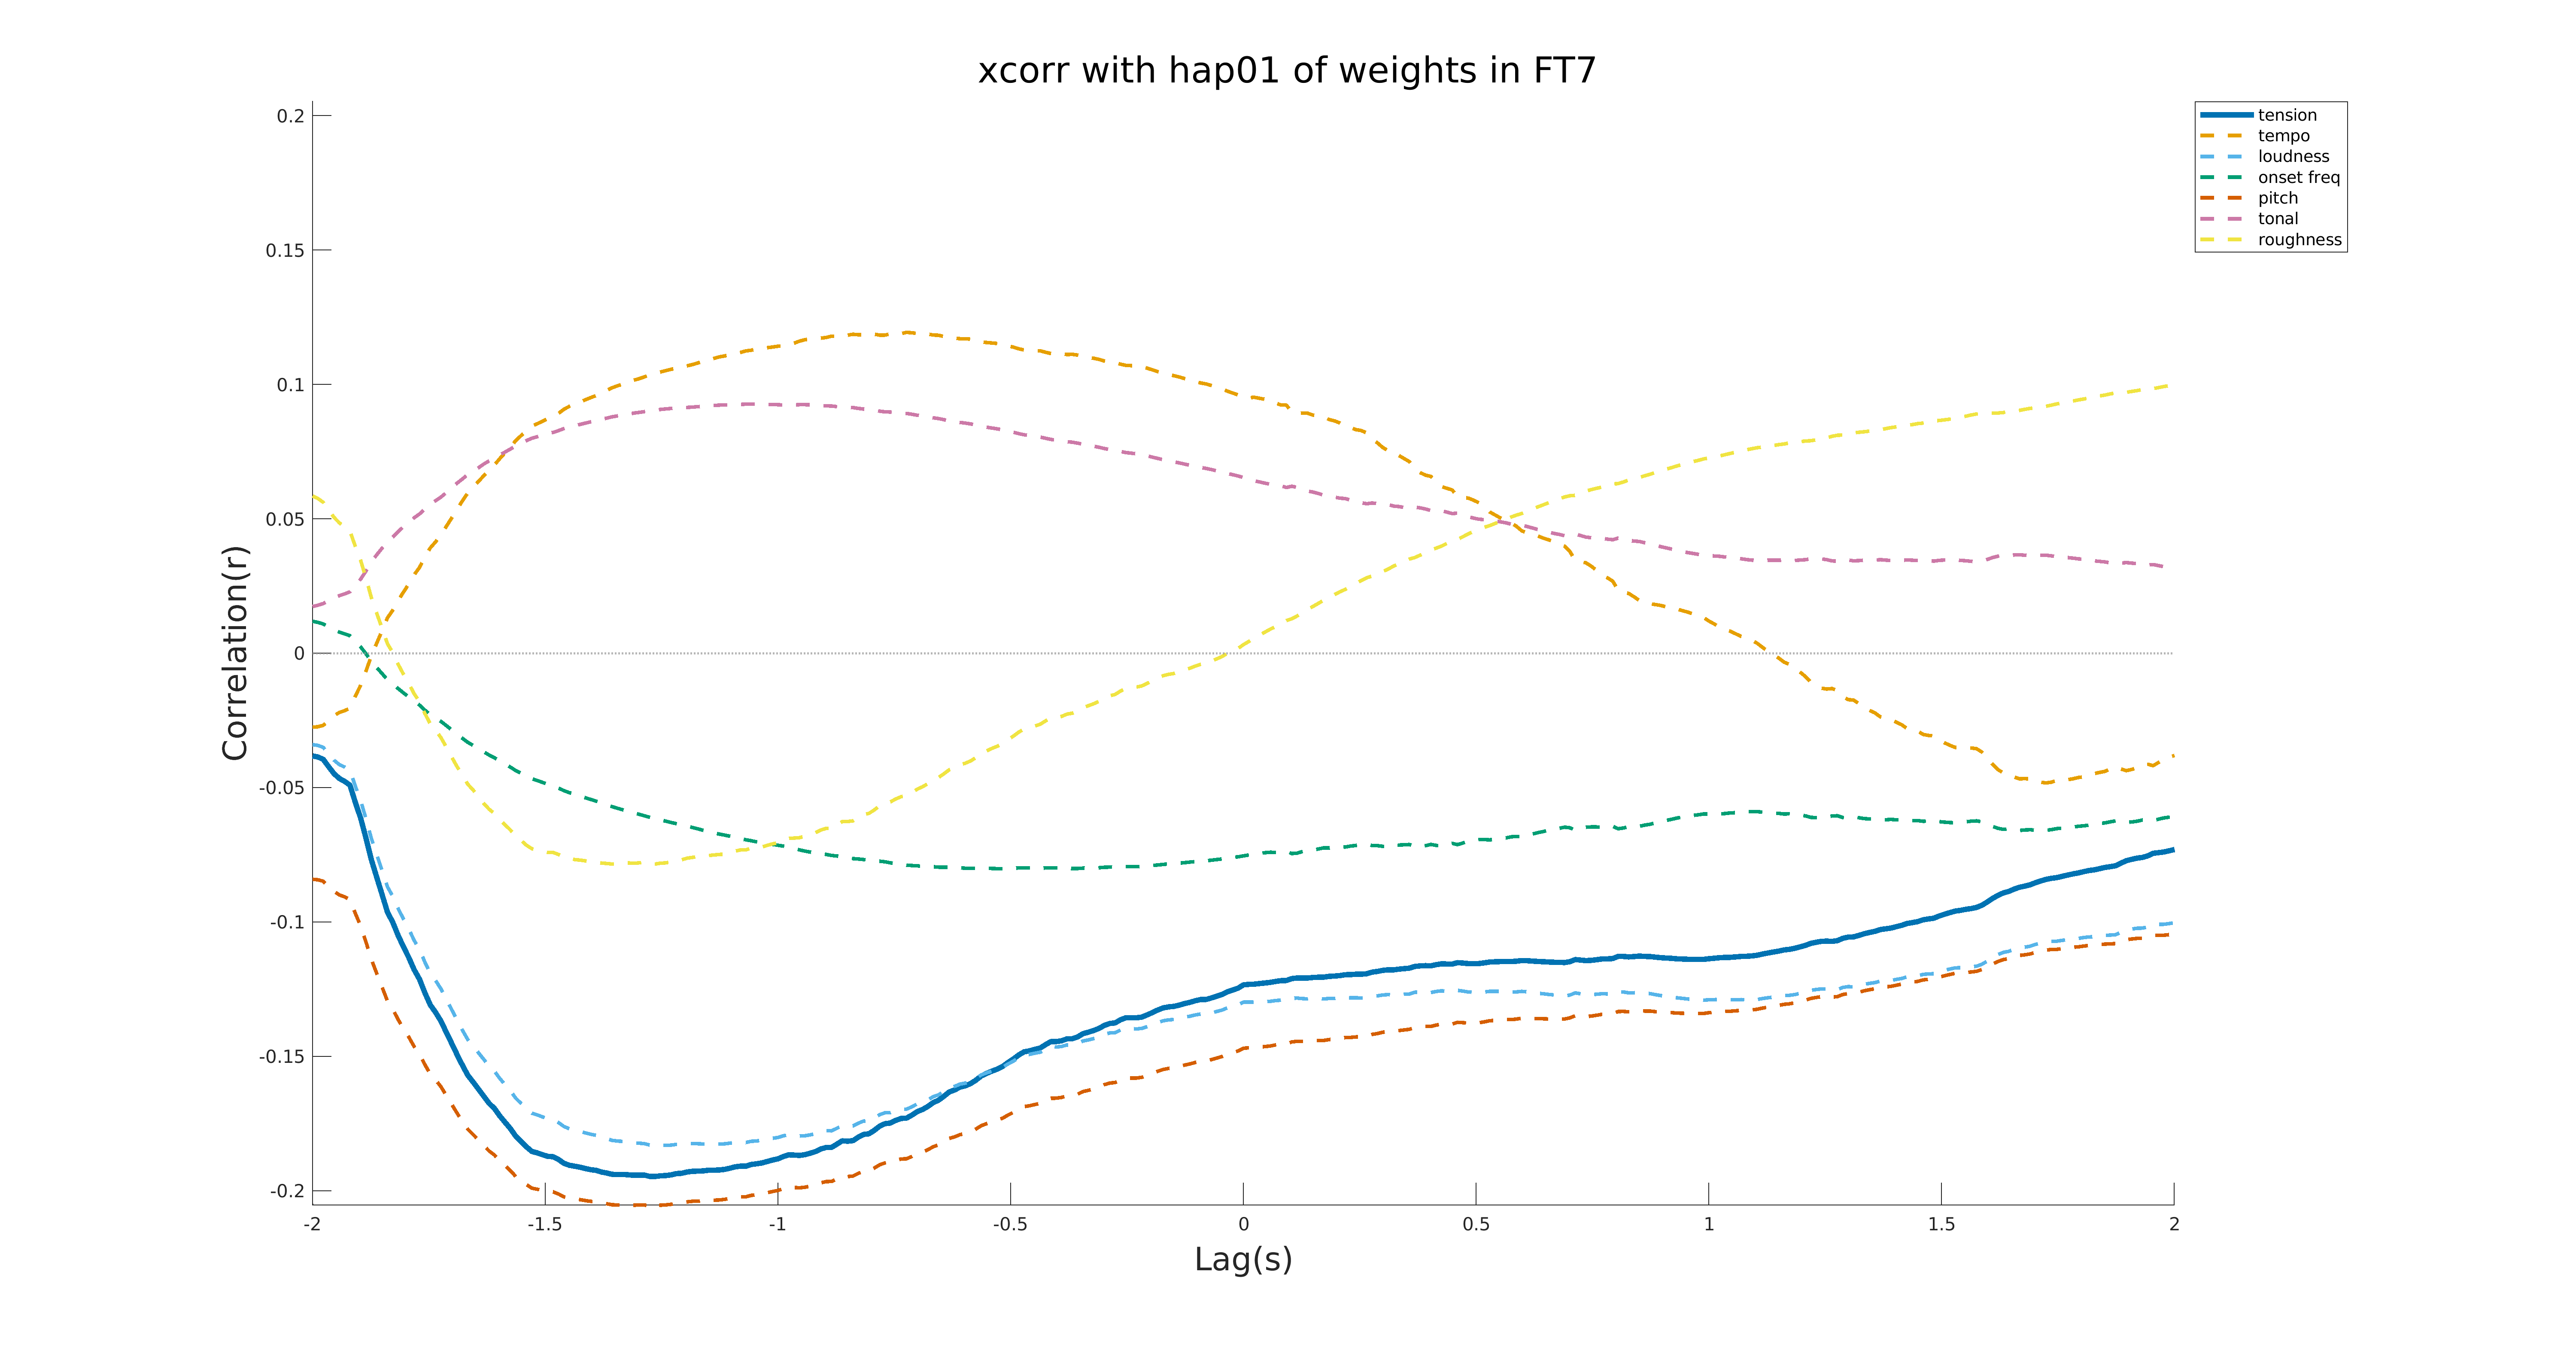 xcorr with hap01 of weights in FT7
tension
tempo
loudness
onset freq
pitch
tonal
roughness
Correlation(r)
0.2
0.15
0.1
0.05
0
-0.05
-0.1
-0.15
-0.2
-2 -1.5 -1 -0.5 0 0.5 1 1.5 2
Lag(s)